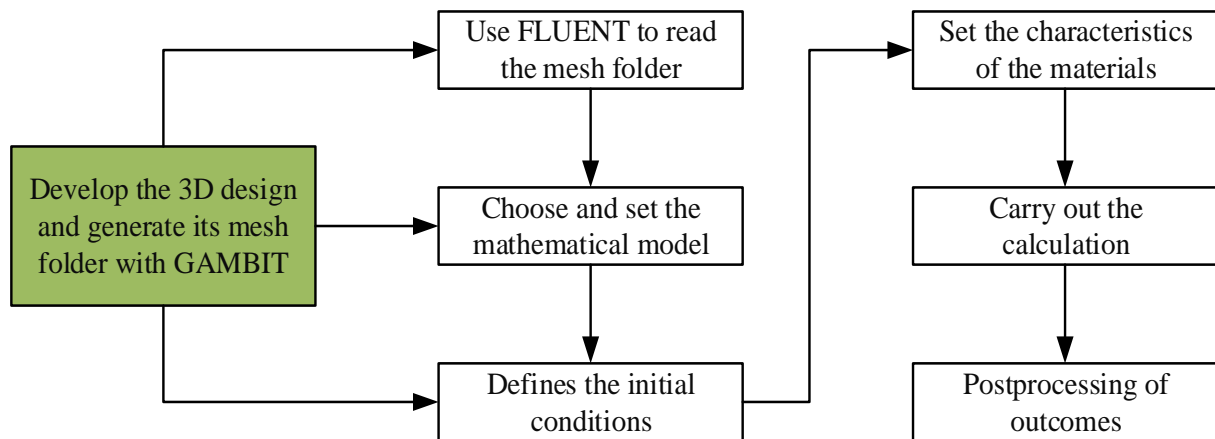 Develop the 3D design
and generate its mesh
folder with GAMBIT
Use FLUENT to read
the mesh folder
Choose and set the
mathematical model
Defines the initial
conditions
Set the characteristics
of the materials
Carry out the
calculation
Postprocessing of
outcomes